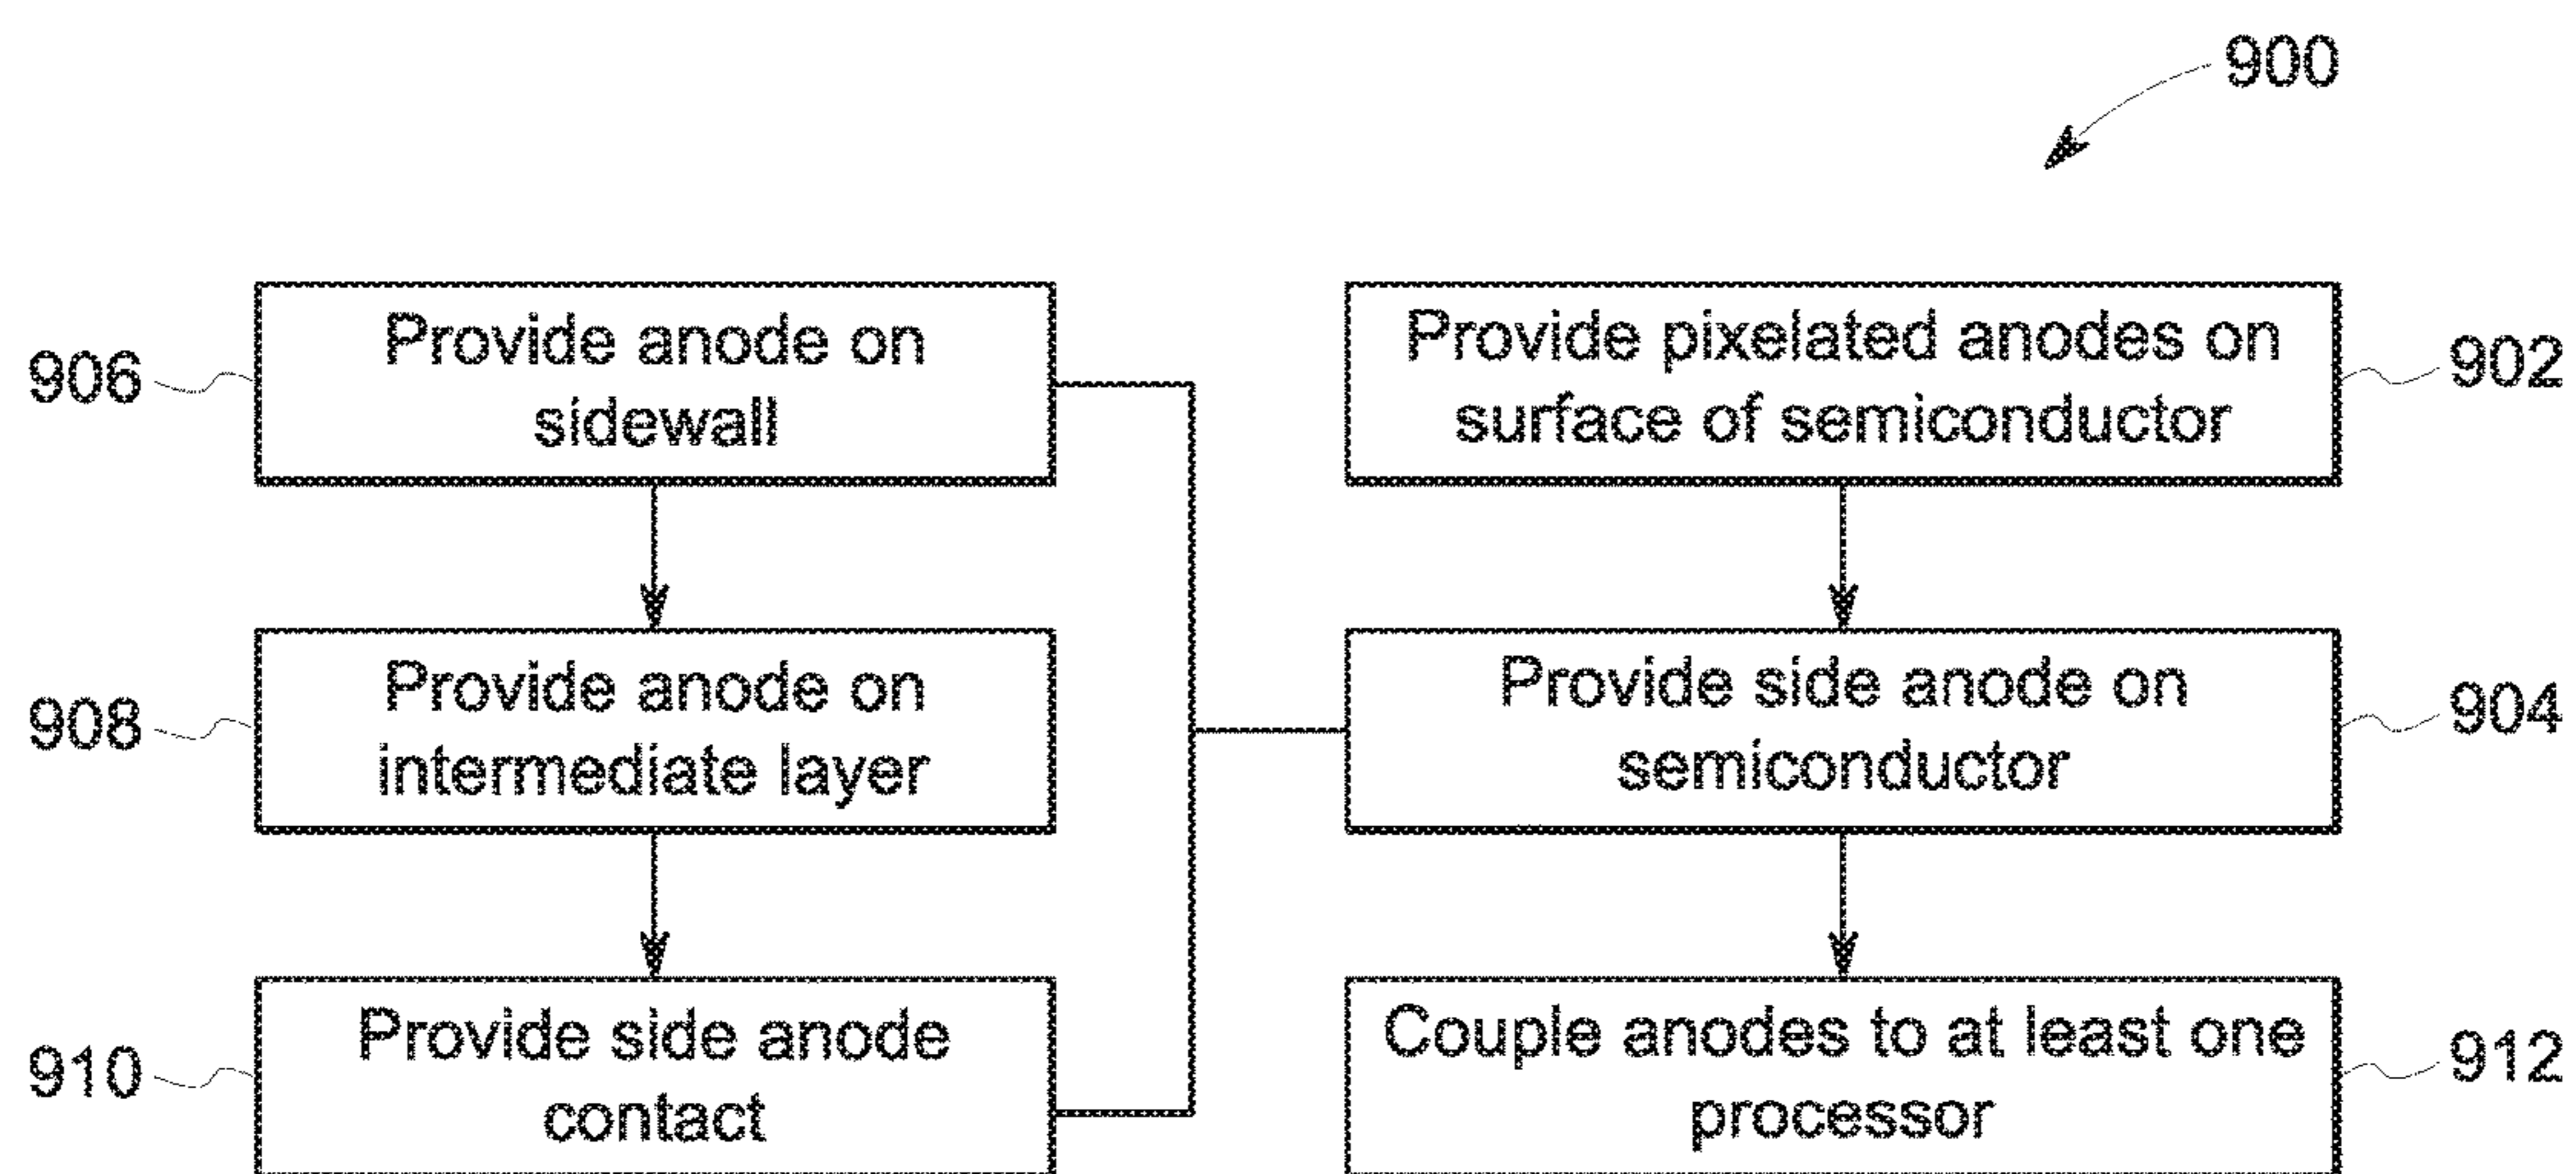 900
906
Provide anode on
sidewall
Provide pixelated anodes on
surface of semiconductor
902
908
Provide anode on
intermediate layer
Provide side anode on
semiconductor
904
910
Provide side anode
contact
Couple anodes to at least one
processor
912